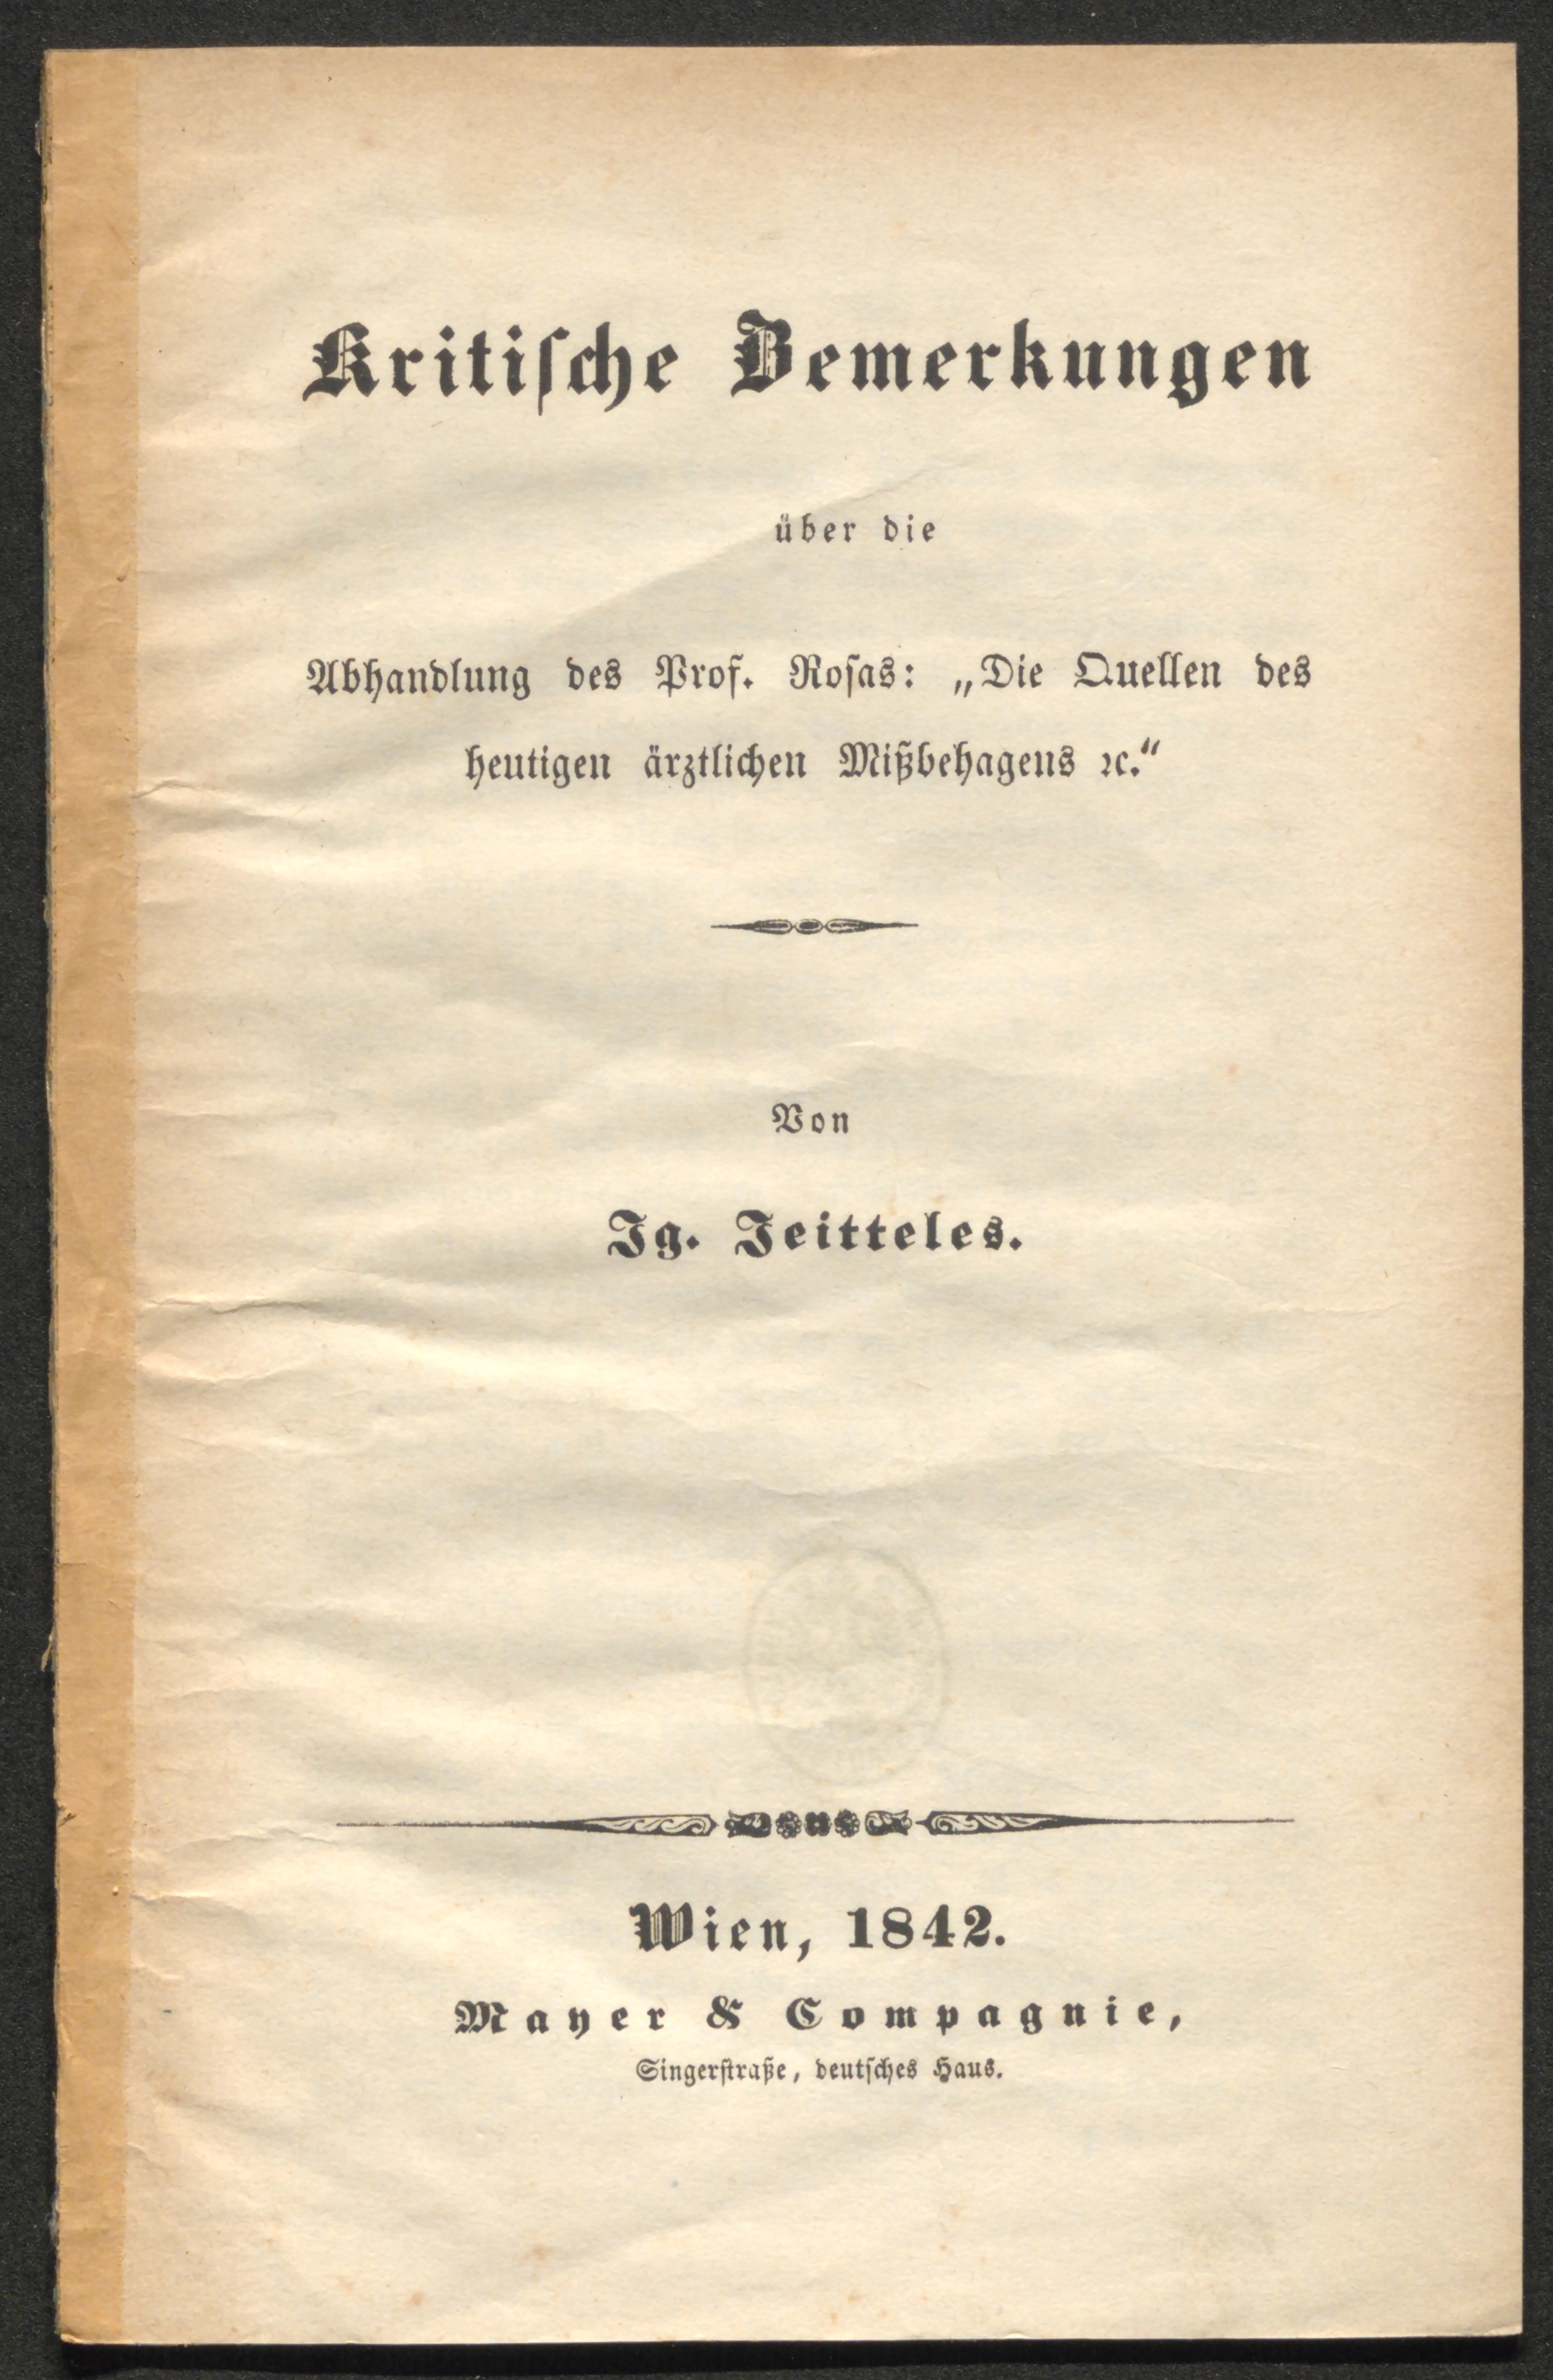 Kritiſche Bemerkungen
über die
Abhandlung des Prof. Roſas: „Die Quellen des
heutigen ärztlichen Mißbehagens ꝛc.“
Von
Ig. Jeitteles.
Wien, 1842.
Mayer & Compagnie,
Singerſtraße, deutſches Haus.